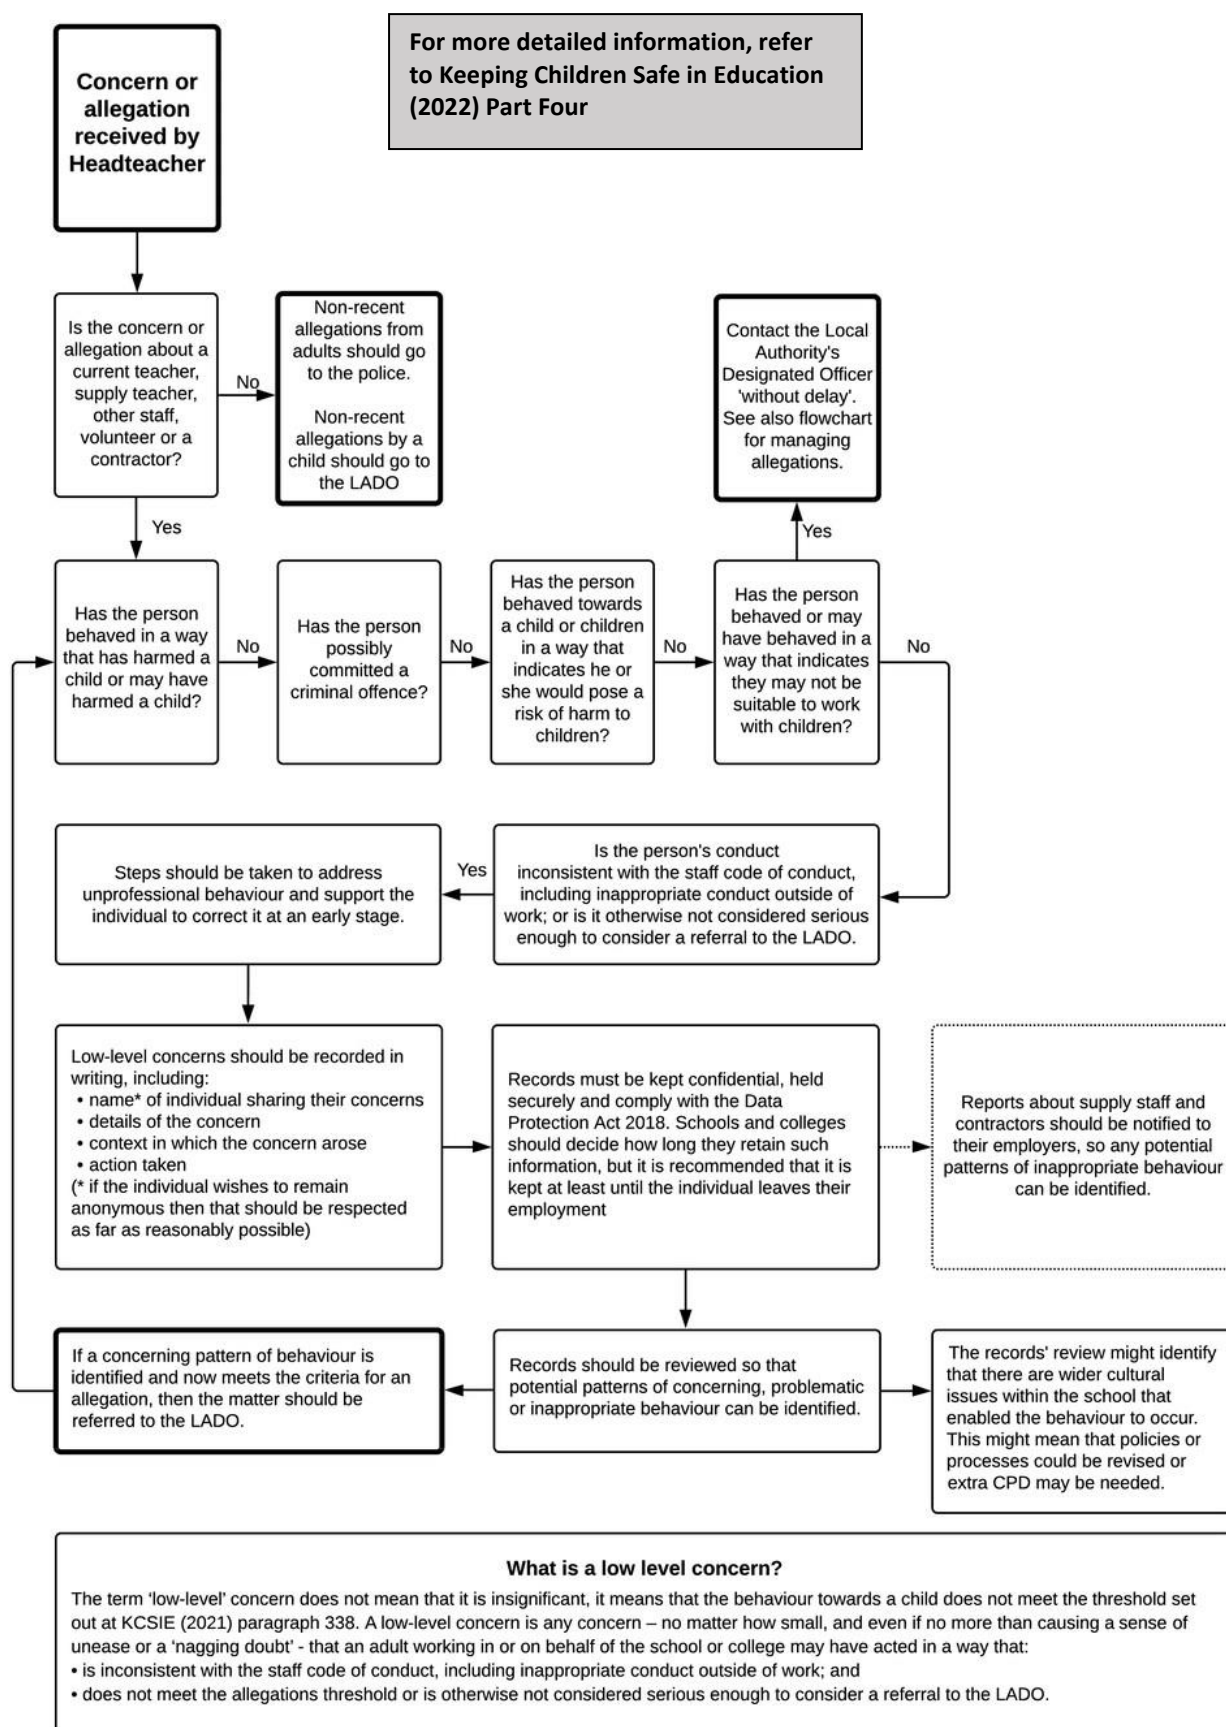 Concern or
allegation
received by
Headteacher
For more detailed information, refer
to Keeping Children Safe in Education
(2022) Part Four
Is the concern or
allegation about a
current teacher,
supply teacher,
other staff,
volunteer or a
contractor?
No
Non-recent
allegations from
adults should go
to the police.
Non-recent
allegations by a
child should go to
the LADO
Contact the Local
Authority's
Designated Officer
'without delay'.
See also flowchart
for managing
allegations.
Yes
Yes
Has the person
behaved in a way
that has harmed a
child or may have
harmed a child?
No
Has the person
possibly
committed a
criminal offence?
No
Has the person
behaved towards
a child or children
in a way that
indicates he or
she would pose a
risk of harm to
children?
No
Has the person
behaved or may
have behaved in a
way that indicates
they may not be
suitable to work
with children?
No
Is the person's conduct
inconsistent with the staff code of conduct,
including inappropriate conduct outside of
work; or is it otherwise not considered serious
enough to consider a referral to the LADO.
Yes
Steps should be taken to address
unprofessional behaviour and support the
individual to correct it at an early stage.
Low-level concerns should be recorded in
writing, including:
• name* of individual sharing their concerns
• details of the concern
• context in which the concern arose
• action taken
(* if the individual wishes to remain
anonymous then that should be respected
as far as reasonably possible)
Records must be kept confidential, held
securely and comply with the Data
Protection Act 2018. Schools and colleges
should decide how long they retain such
information, but it is recommended that it is
kept at least until the individual leaves their
employment
Reports about supply staff and
contractors should be notified to
their employers, so any potential
patterns of inappropriate behaviour
can be identified.
If a concerning pattern of behaviour is
identified and now meets the criteria for an
allegation, then the matter should be
referred to the LADO.
Records should be reviewed so that
potential patterns of concerning, problematic
or inappropriate behaviour can be identified.
The records' review might identify
that there are wider cultural
issues within the school that
enabled the behaviour to occur.
This might mean that policies or
processes could be revised or
extra CPD may be needed.
What is a low level concern?
The term ‘low-level’ concern does not mean that it is insignificant, it means that the behaviour towards a child does not meet the threshold set
out at KCSIE (2021) paragraph 338. A low-level concern is any concern – no matter how small, and even if no more than causing a sense of
unease or a ‘nagging doubt’ - that an adult working in or on behalf of the school or college may have acted in a way that:
• is inconsistent with the staff code of conduct, including inappropriate conduct outside of work; and
• does not meet the allegations threshold or is otherwise not considered serious enough to consider a referral to the LADO.